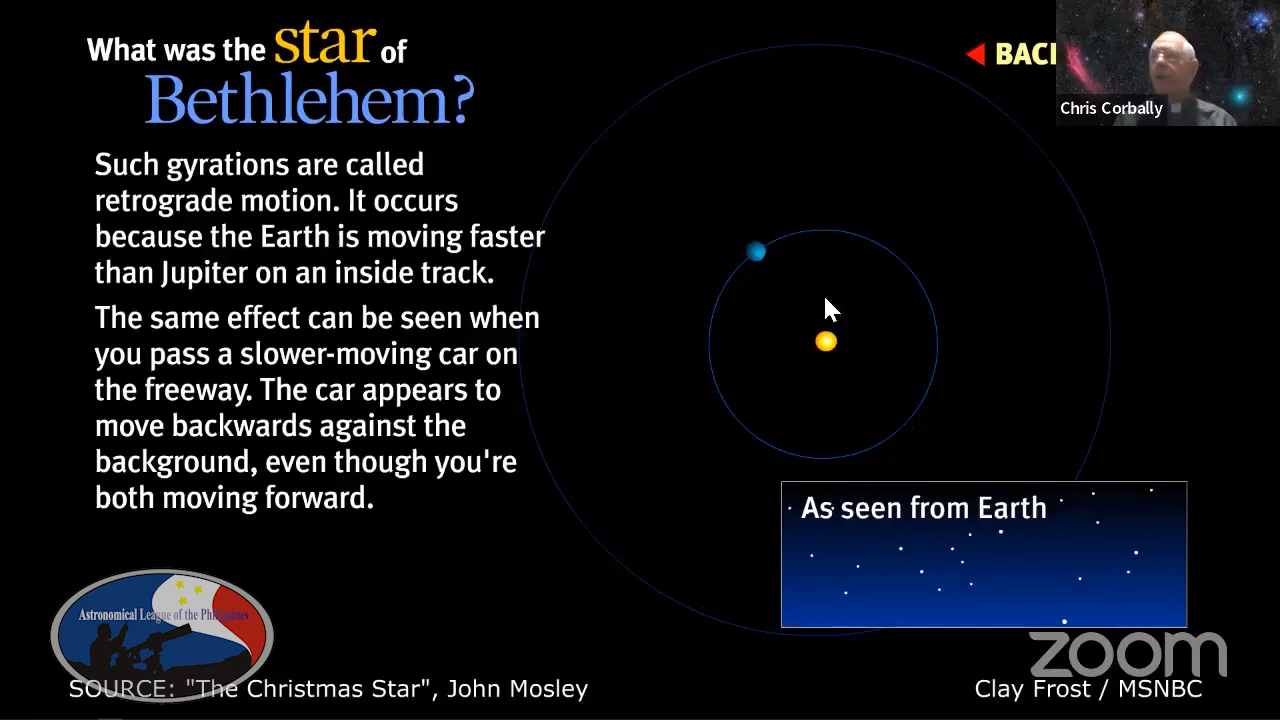 What was the star of
Bethlehem?
BACK
Chris Corbally
Such gyrations are called
retrograde motion. It occurs
because the Earth is moving faster
than Jupiter on an inside track.
The same effect can be seen when
you pass a slower-moving car on
the freeway. The car appears to
move backwards against the
background, even though you're
both moving forward.
As seen from Earth
Astronomical League of the Philippines
zoom
SOURCE: "The Christmas Star", John Mosley
Clay Frost / MSNBC